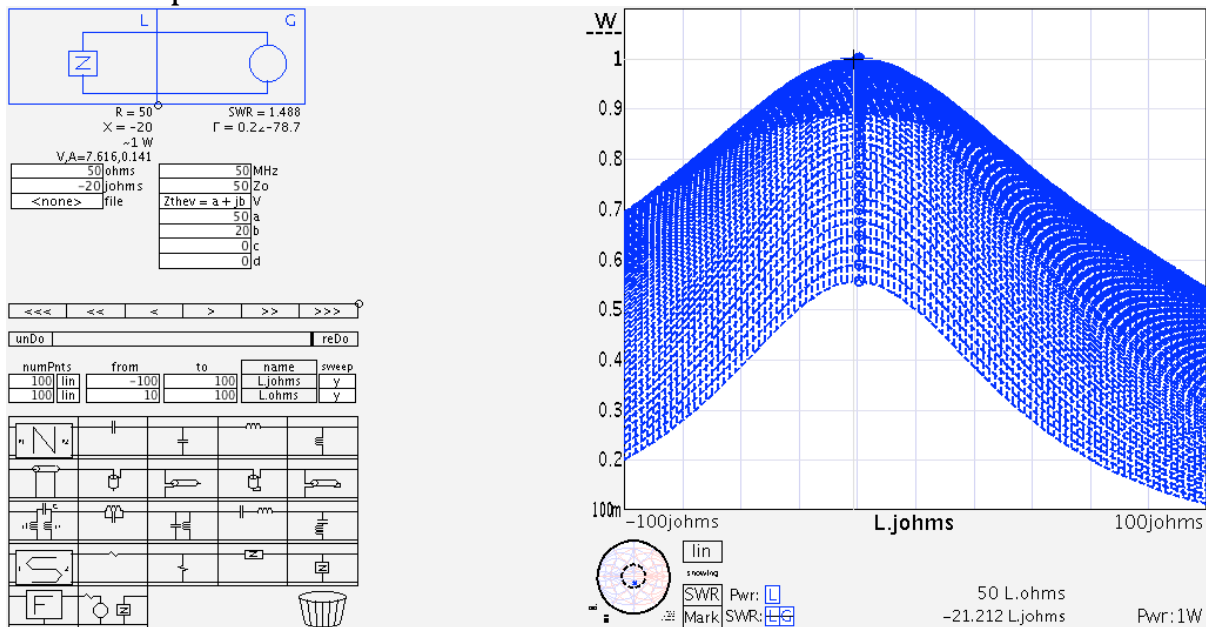 L G
Z
R = 50 SWR = 1.488
X = -20 Γ = 0.2∠-78.7
~1 W
V,A=7.616,0.141
50 ohms 50 MHz
-20 johms 50 Zo
<none> file Zthev = a + jb V
50 a
20 b
0 c
0 d
<<< << < > >> >>>
unDo reDo
numPnts from to name sweep
100 lin -100 100 L.johms y
100 lin 10 100 L.ohms y
N
S
Z
Z
F
Z
W
1
0.9
0.8
0.7
0.6
0.5
0.4
0.3
0.2
100m
-100johms L.johms 100johms
lin
snowing
SWR Pwr: L 50 L.ohms
Mark SWR: L G -21.212 L.johms Pwr:1W